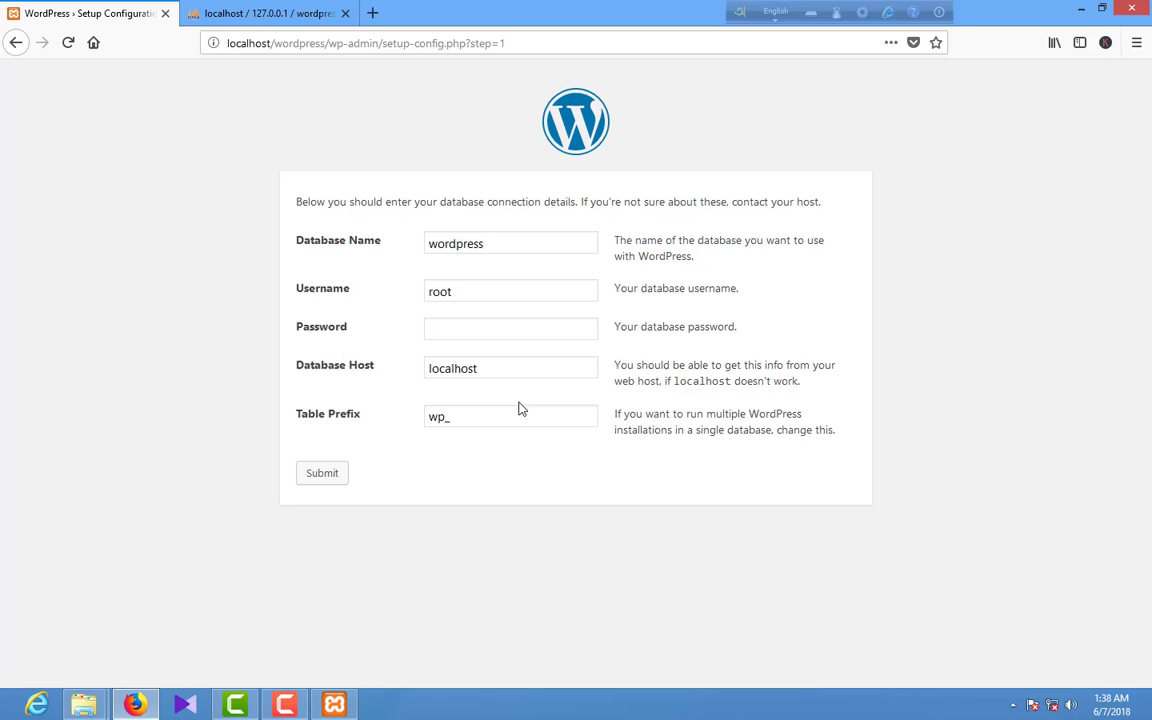 WordPress › Setup Configuratio
localhost / 127.0.0.1 / wordpre
English
localhost/wordpress/wp-admin/setup-config.php?step=1
Below you should enter your database connection details. If you're not sure about these, contact your host.
Database Name
wordpress
The name of the database you want to use
with WordPress.
Username
root
Your database username.
Password
Your database password.
Database Host
localhost
You should be able to get this info from your
web host, if localhost doesn't work.
Table Prefix
wp_
If you want to run multiple WordPress
installations in a single database, change this.
Submit
1:38 AM
6/7/2018